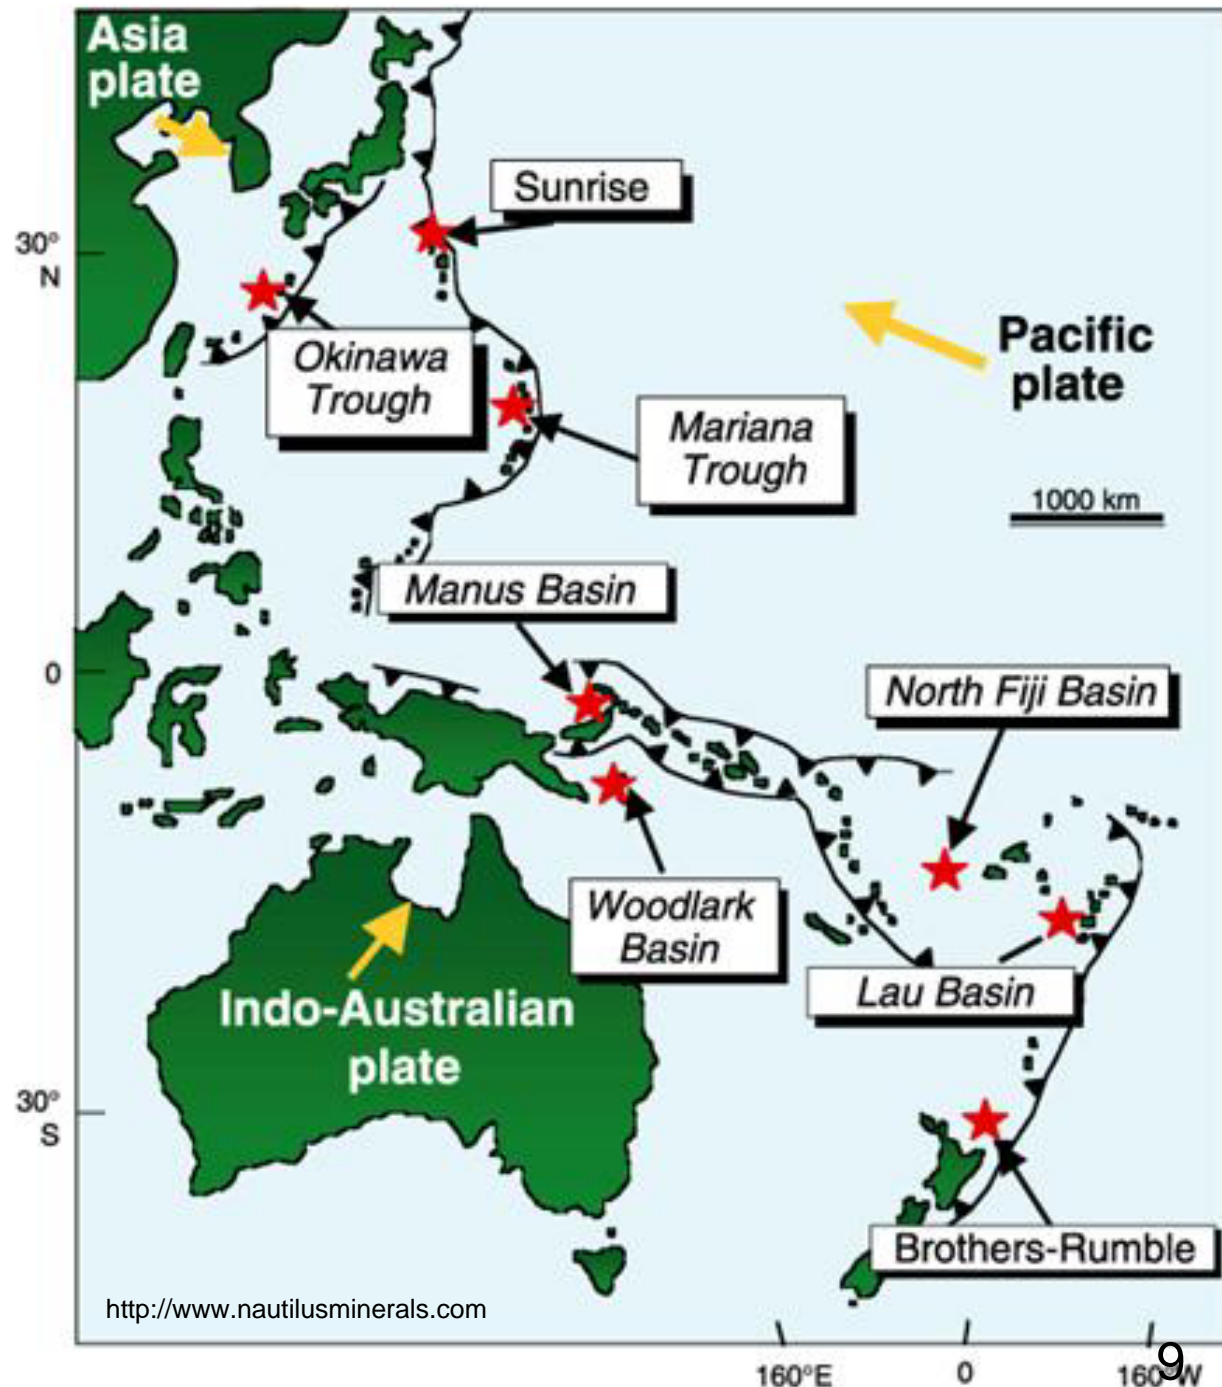 Asia
plate
Sunrise
30°
N
Okinawa
Trough
Pacific
plate
Mariana
Trough
1000 km
Manus Basin
0
North Fiji Basin
Woodlark
Basin
Lau Basin
Indo-Australian
plate
30°
S
Brothers-Rumble
http://www.nautilusminerals.com
160°E
0
160°W
9